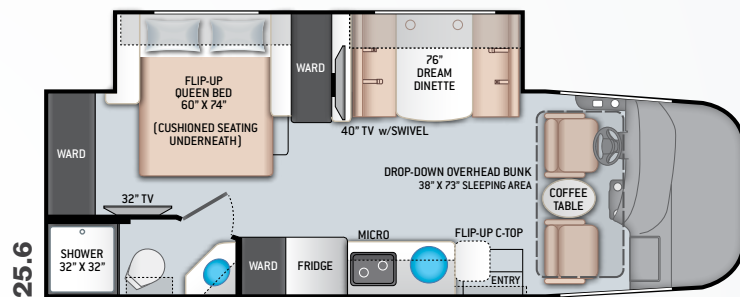 WARD
FLIP-UP
QUEEN BED
60" X 74"
(CUSHIONED SEATING
UNDERNEATH)
WARD
76"
DREAM
DINETTE
40" TV w/SWIVEL
DROP-DOWN OVERHEAD BUNK
38" X 73" SLEEPING AREA
COFFEE
TABLE
32" TV
SHOWER
32" X 32"
WARD
FRIDGE
MICRO
FLIP-UP C-TOP
ENTRY
25.6